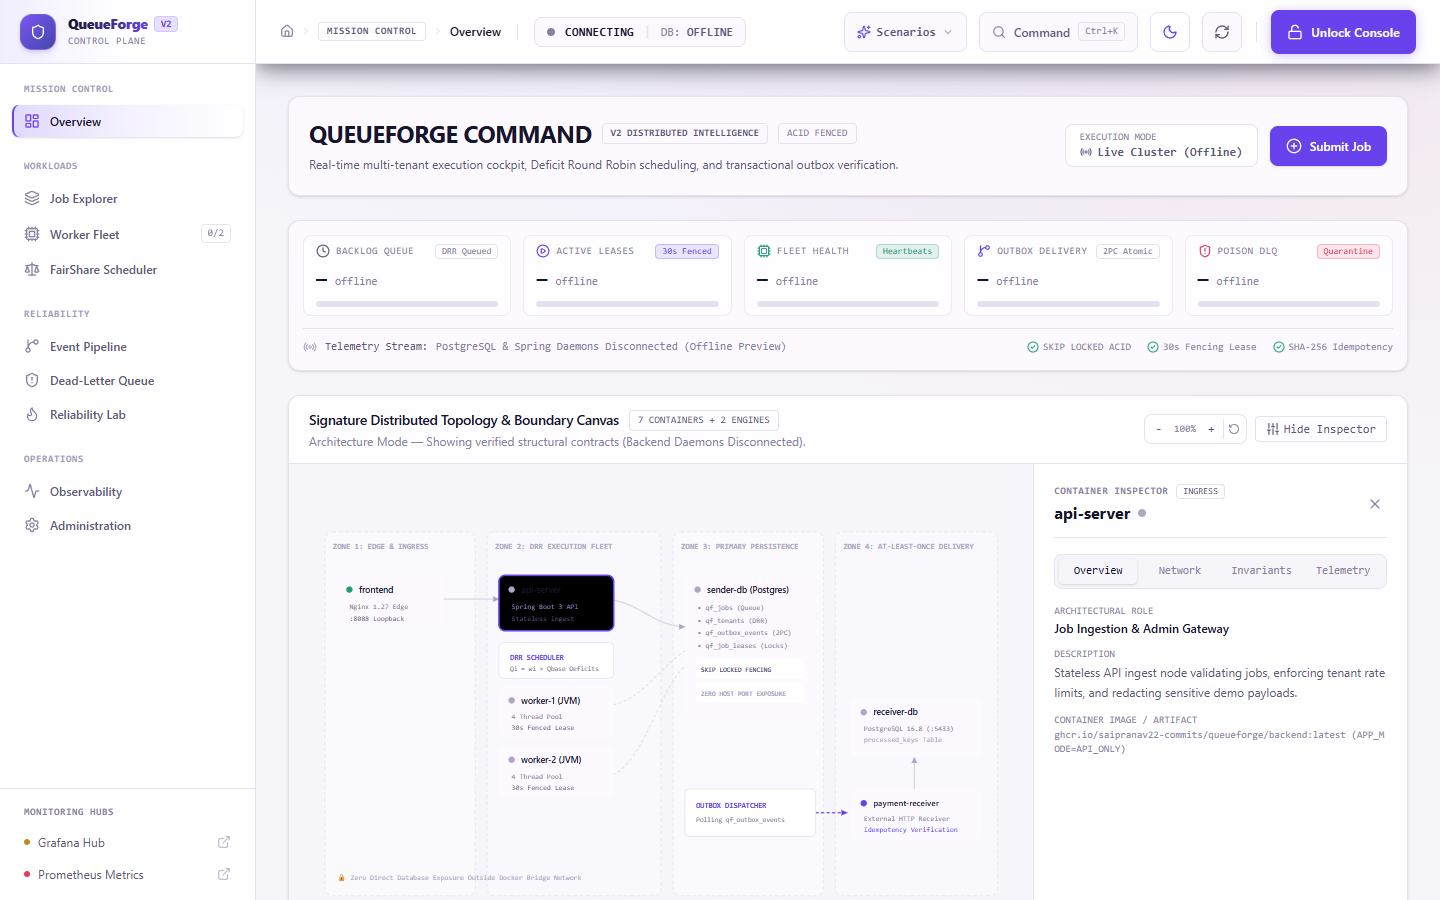 QueueForge V2
CONTROL PLANE
MISSION CONTROL
Overview
WORKLOADS
Job Explorer
Worker Fleet 0/2
FairShare Scheduler
RELIABILITY
Event Pipeline
Dead-Letter Queue
Reliability Lab
OPERATIONS
Observability
Administration
MONITORING HUBS
Grafana Hub
Prometheus Metrics
MISSION CONTROL Overview CONNECTING DB: OFFLINE Scenarios Command Ctrl+K Unlock Console
QUEUEFORGE COMMAND V2 DISTRIBUTED INTELLIGENCE ACID FENCED
Real-time multi-tenant execution cockpit, Deficit Round Robin scheduling, and transactional outbox verification.
EXECUTION MODE
Live Cluster (Offline)
Submit Job
BACKLOG QUEUE DRR Queued
— offline
ACTIVE LEASES 30s Fenced
— offline
FLEET HEALTH Heartbeats
— offline
OUTBOX DELIVERY 2PC Atomic
— offline
POISON DLQ Quarantine
— offline
Telemetry Stream: PostgreSQL & Spring Daemons Disconnected (Offline Preview)
SKIP LOCKED ACID 30s Fencing Lease SHA-256 Idempotency
Signature Distributed Topology & Boundary Canvas 7 CONTAINERS + 2 ENGINES
Architecture Mode — Showing verified structural contracts (Backend Daemons Disconnected).
- 100% + Hide Inspector
ZONE 1: EDGE & INGRESS
frontend
Nginx 1.27 Edge
:8088 Loopback
ZONE 2: DRR EXECUTION FLEET
api-server
Spring Boot 3 API
Stateless ingest
DRR SCHEDULER
Qi = wi × Qbase Deficits
worker-1 (JVM)
4 Thread Pool
30s Fenced Lease
worker-2 (JVM)
4 Thread Pool
30s Fenced Lease
ZONE 3: PRIMARY PERSISTENCE
sender-db (Postgres)
• qf_jobs (Queue)
• qf_tenants (DRR)
• qf_outbox_events (2PC)
• qf_job_leases (Locks)
SKIP LOCKED FENCING
ZERO HOST PORT EXPOSURE
OUTBOX DISPATCHER
Polling qf_outbox_events
ZONE 4: AT-LEAST-ONCE DELIVERY
receiver-db
PostgreSQL 16.8 (:5433)
processed_keys Table
payment-receiver
External HTTP Receiver
Idempotency Verification
🔒 Zero Direct Database Exposure Outside Docker Bridge Network
CONTAINER INSPECTOR INGRESS
api-server
Overview Network Invariants Telemetry
ARCHITECTURAL ROLE
Job Ingestion & Admin Gateway
DESCRIPTION
Stateless API ingest node validating jobs, enforcing tenant rate
limits, and redacting sensitive demo payloads.
CONTAINER IMAGE / ARTIFACT
ghcr.io/saipranav22-commits/queueforge/backend:latest (APP_M
ODE=API_ONLY)